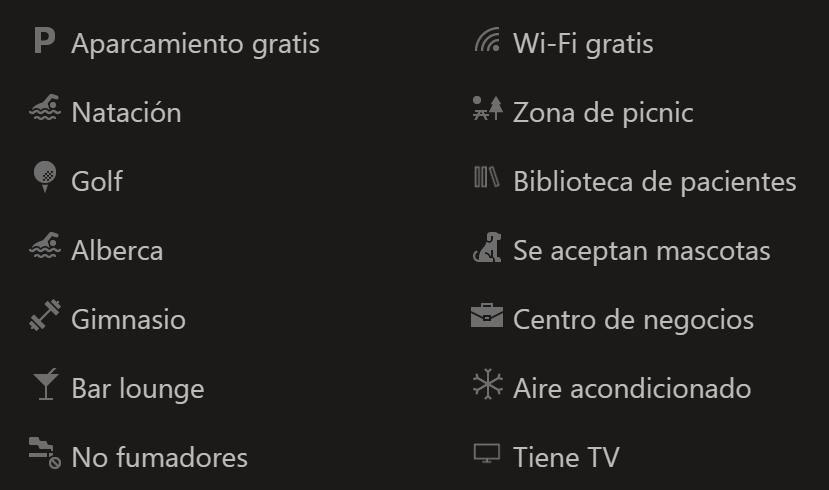 Aparcamiento gratis
Wi-Fi gratis
Natación
Zona de picnic
Golf
Biblioteca de pacientes
Alberca
Se aceptan mascotas
Gimnasio
Centro de negocios
Bar lounge
Aire acondicionado
No fumadores
Tiene TV